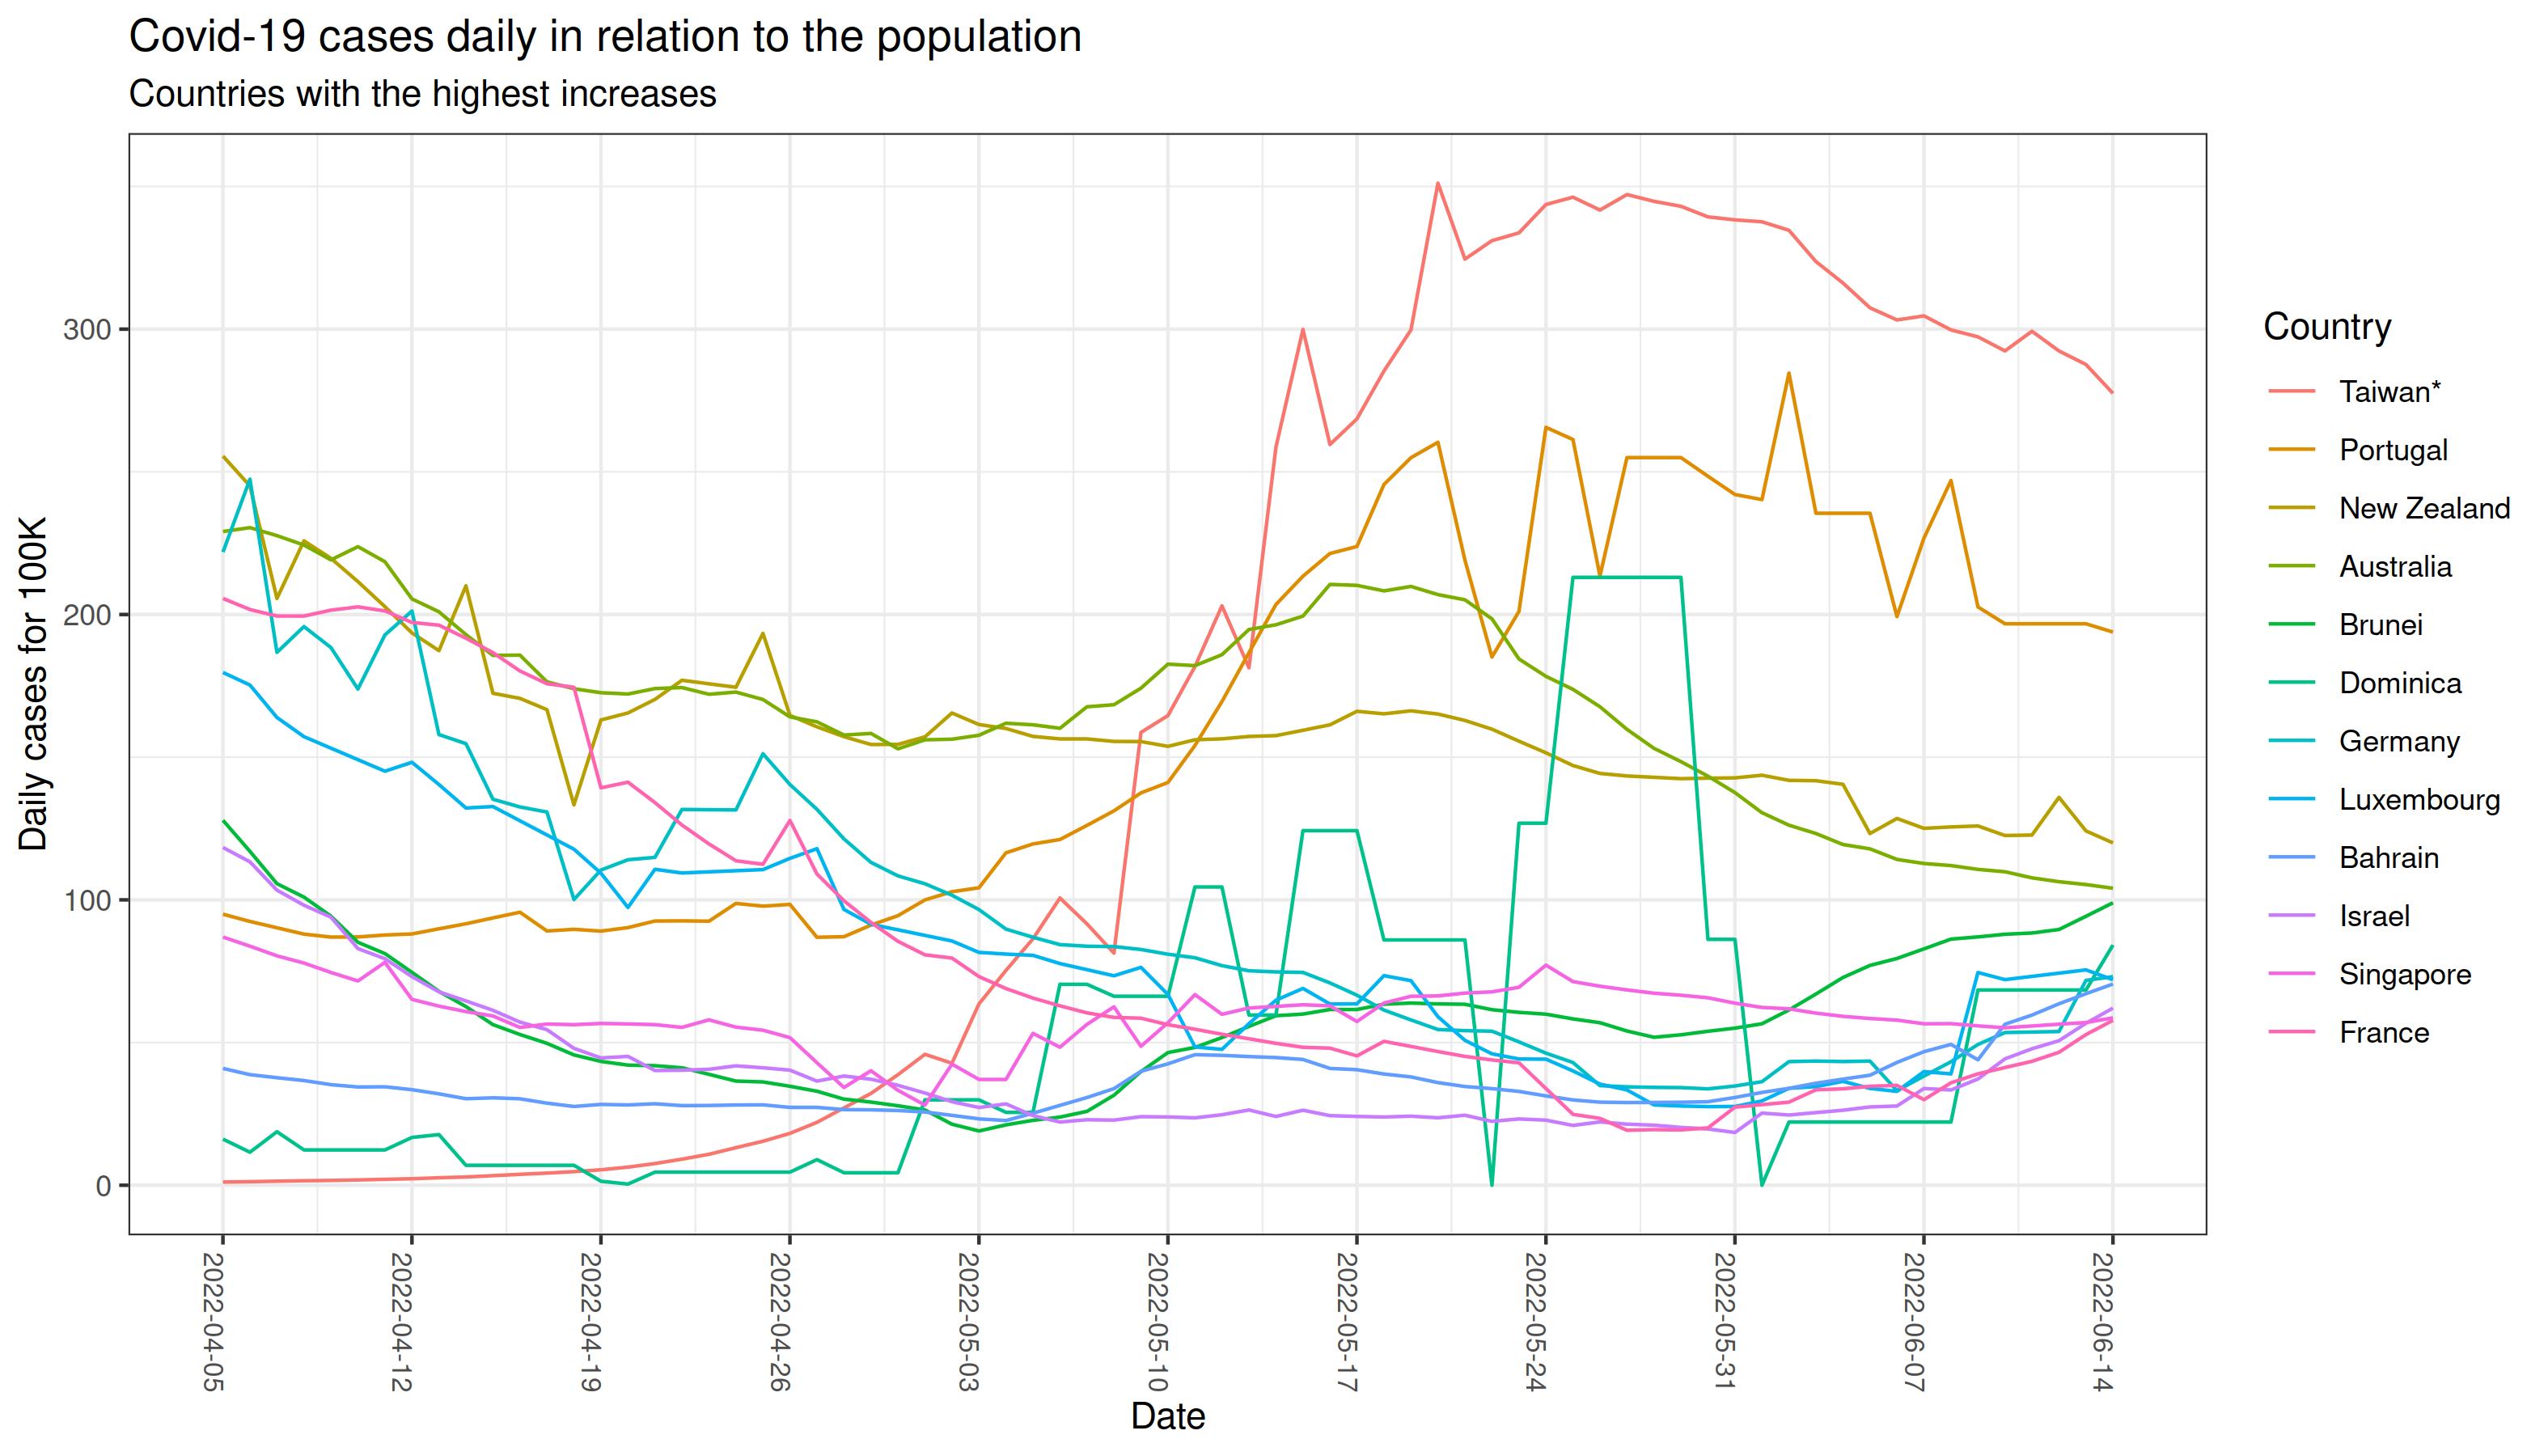 Covid-19 cases daily in relation to the population
Countries with the highest increases
Daily cases for 100K
300
200
100
0
2022-04-05
2022-04-12
2022-04-19
2022-04-26
2022-05-03
2022-05-10
2022-05-17
2022-05-24
2022-05-31
2022-06-07
2022-06-14
Date
Country
Taiwan*
Portugal
New Zealand
Australia
Brunei
Dominica
Germany
Luxembourg
Bahrain
Israel
Singapore
France